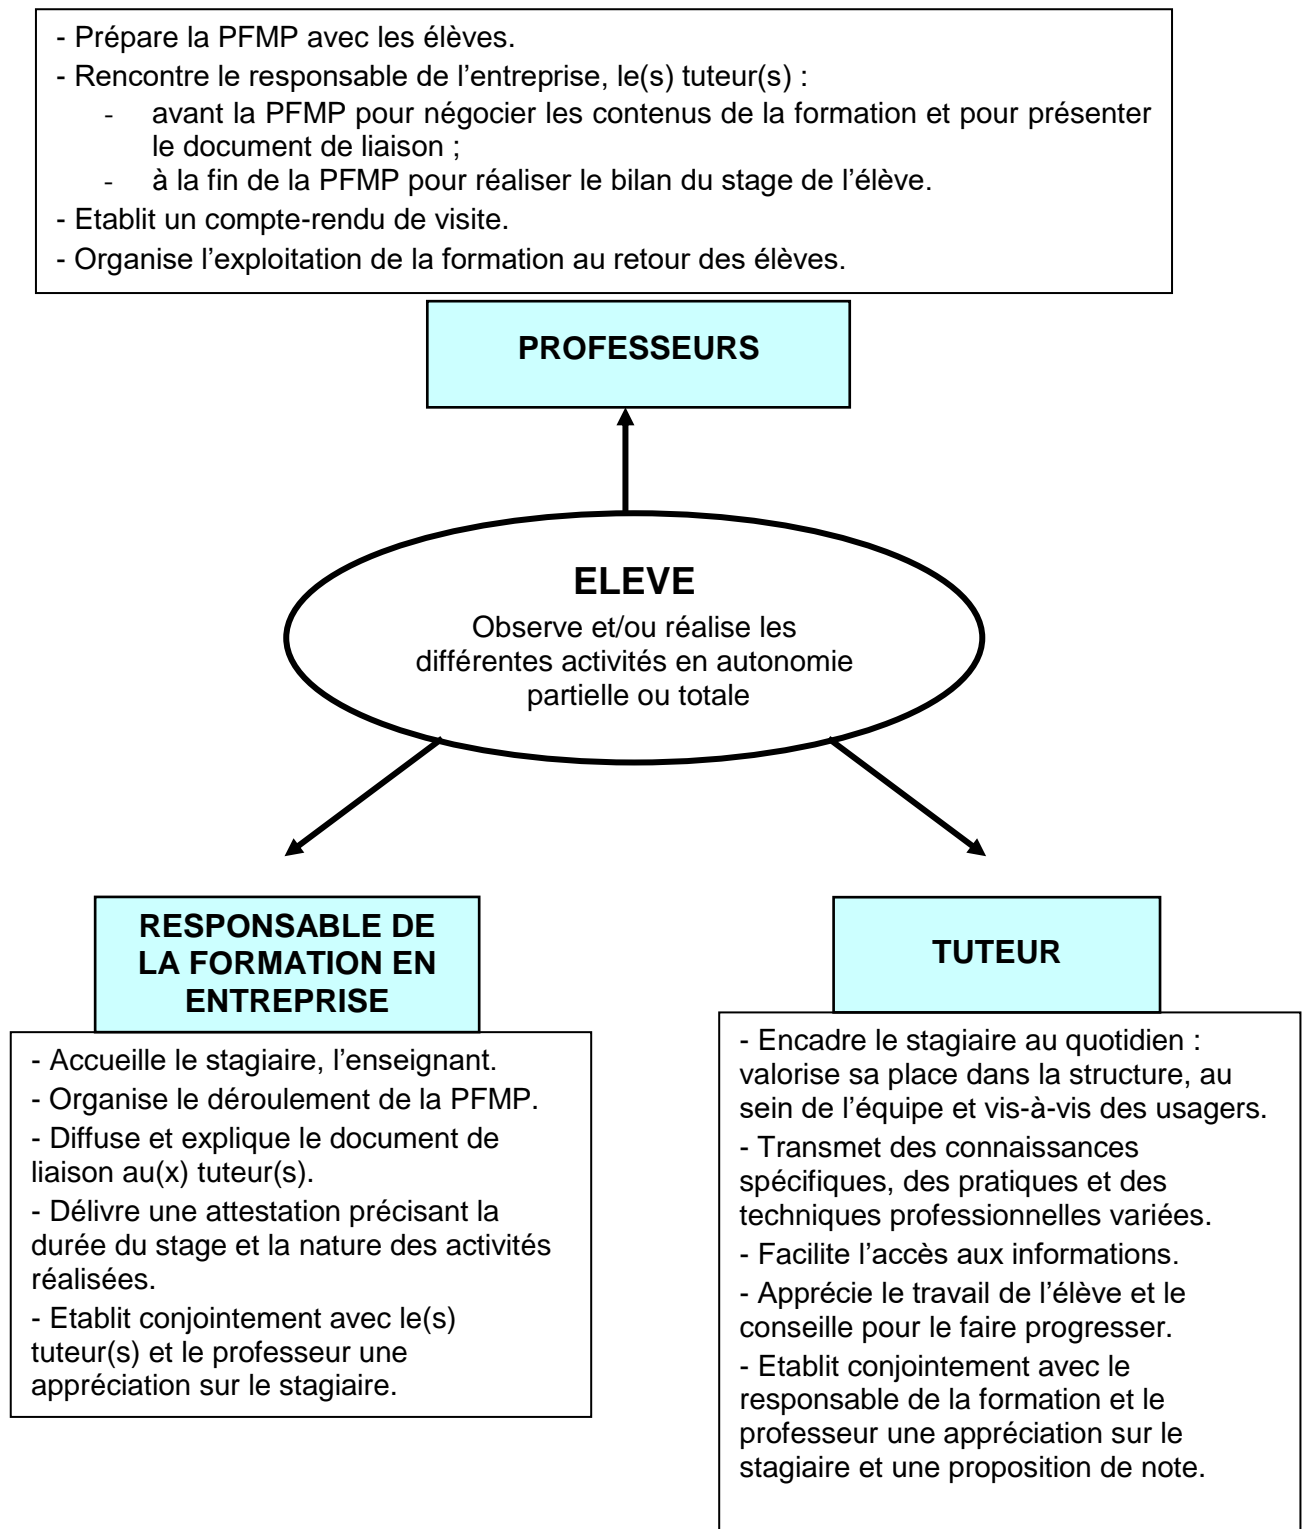 - Prépare la PFMP avec les élèves.
- Rencontre le responsable de l’entreprise, le(s) tuteur(s) :
- avant la PFMP pour négocier les contenus de la formation et pour présenter
le document de liaison ;
- à la fin de la PFMP pour réaliser le bilan du stage de l’élève.
- Etablit un compte-rendu de visite.
- Organise l’exploitation de la formation au retour des élèves.
PROFESSEURS
ELEVE
Observe et/ou réalise les
différentes activités en autonomie
partielle ou totale
RESPONSABLE DE
LA FORMATION EN
ENTREPRISE
- Accueille le stagiaire, l’enseignant.
- Organise le déroulement de la PFMP.
- Diffuse et explique le document de
liaison au(x) tuteur(s).
- Délivre une attestation précisant la
durée du stage et la nature des activités
réalisées.
- Etablit conjointement avec le(s)
tuteur(s) et le professeur une
appréciation sur le stagiaire.
TUTEUR
- Encadre le stagiaire au quotidien :
valorise sa place dans la structure, au
sein de l’équipe et vis-à-vis des usagers.
- Transmet des connaissances
spécifiques, des pratiques et des
techniques professionnelles variées.
- Facilite l’accès aux informations.
- Apprécie le travail de l’élève et le
conseille pour le faire progresser.
- Etablit conjointement avec le
responsable de la formation et le
professeur une appréciation sur le
stagiaire et une proposition de note.